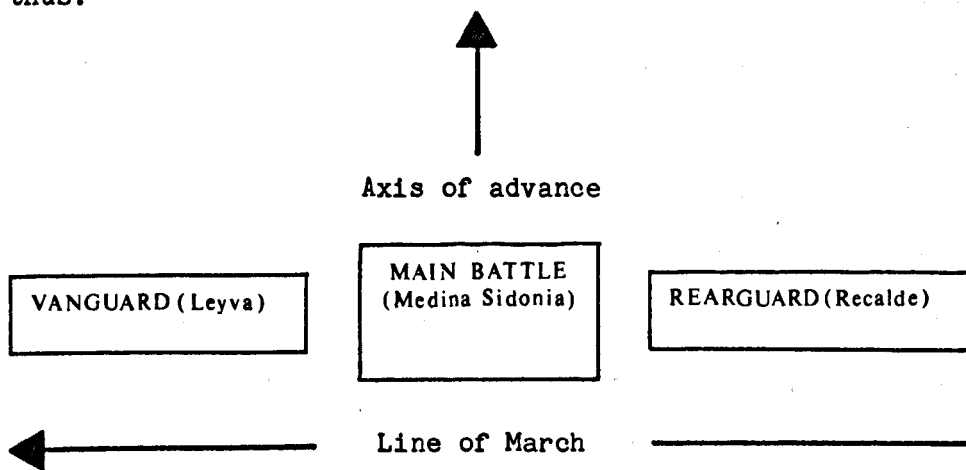 thus:
Axis of advance
VANGUARD (Leyva)
MAIN BATTLE
(Medina Sidonia)
REARGUARD (Recalde)
Line of March